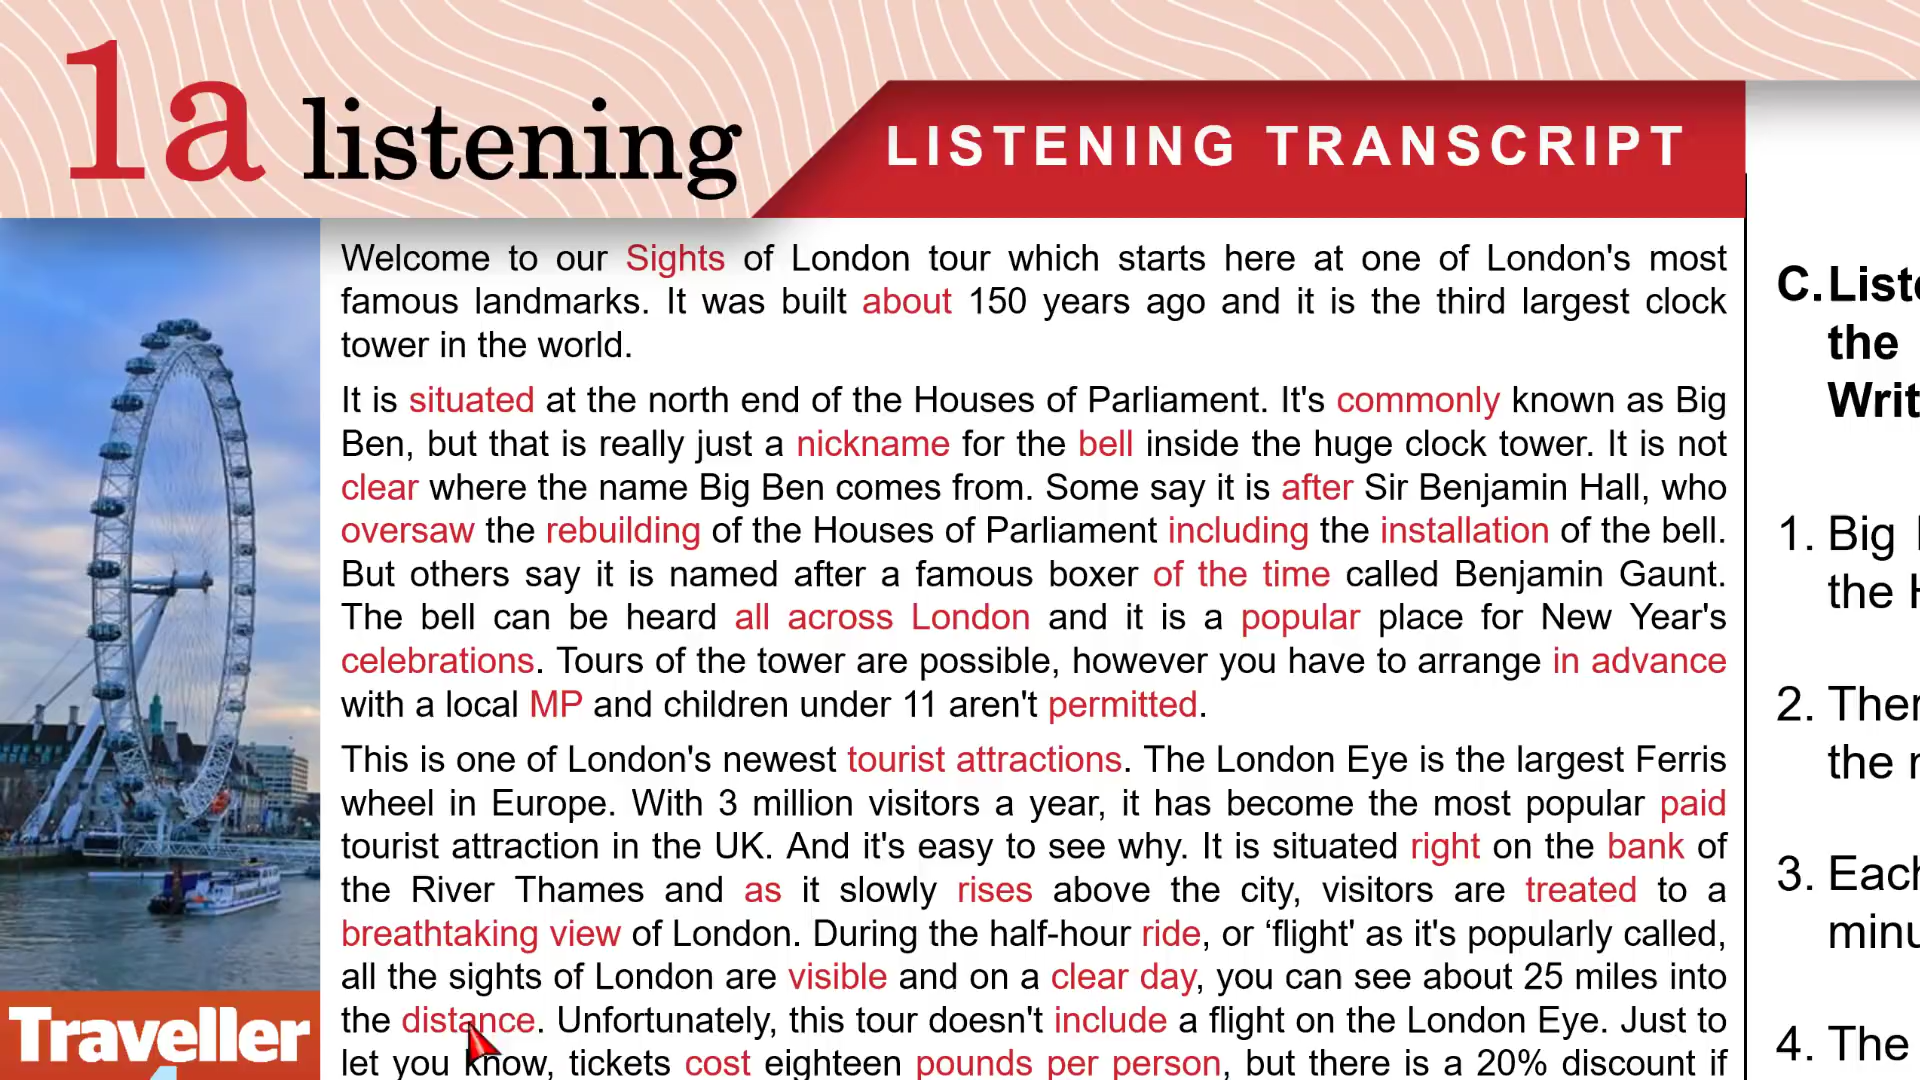 1a listening
LISTENING TRANSCRIPT
Welcome to our Sights of London tour which starts here at one of London's most
famous landmarks. It was built about 150 years ago and it is the third largest clock
tower in the world.
It is situated at the north end of the Houses of Parliament. It's commonly known as Big
Ben, but that is really just a nickname for the bell inside the huge clock tower. It is not
clear where the name Big Ben comes from. Some say it is after Sir Benjamin Hall, who
oversaw the rebuilding of the Houses of Parliament including the installation of the bell.
But others say it is named after a famous boxer of the time called Benjamin Gaunt.
The bell can be heard all across London and it is a popular place for New Year's
celebrations. Tours of the tower are possible, however you have to arrange in advance
with a local MP and children under 11 aren't permitted.
This is one of London's newest tourist attractions. The London Eye is the largest Ferris
wheel in Europe. With 3 million visitors a year, it has become the most popular paid
tourist attraction in the UK. And it's easy to see why. It is situated right on the bank of
the River Thames and as it slowly rises above the city, visitors are treated to a
breathtaking view of London. During the half-hour ride, or ‘flight' as it's popularly called,
all the sights of London are visible and on a clear day, you can see about 25 miles into
the distance. Unfortunately, this tour doesn't include a flight on the London Eye. Just to
let you know, tickets cost eighteen pounds per person, but there is a 20% discount if
Traveller
C.
the
1. Big
the
2.
the
3.
4. The